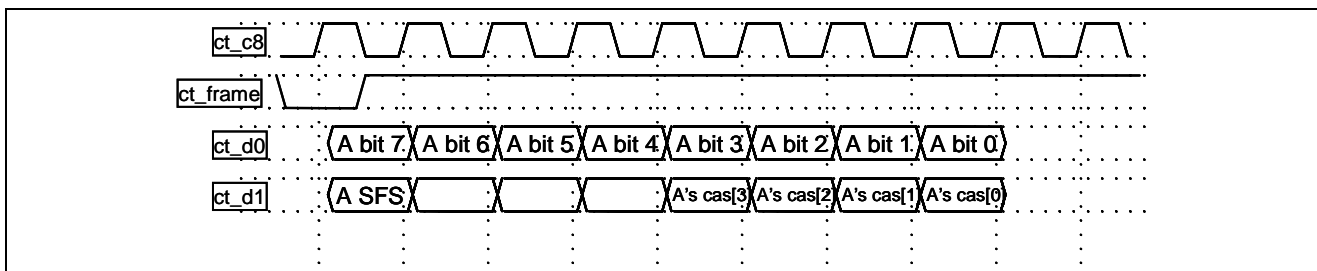 ct_c8
ct_frame
ct_d0 A bit 7 A bit 6 A bit 5 A bit 4 A bit 3 A bit 2 A bit 1 A bit 0
ct_d1 A SFS A's cas[3 A's cas[2 A's cas[1 A's cas[0